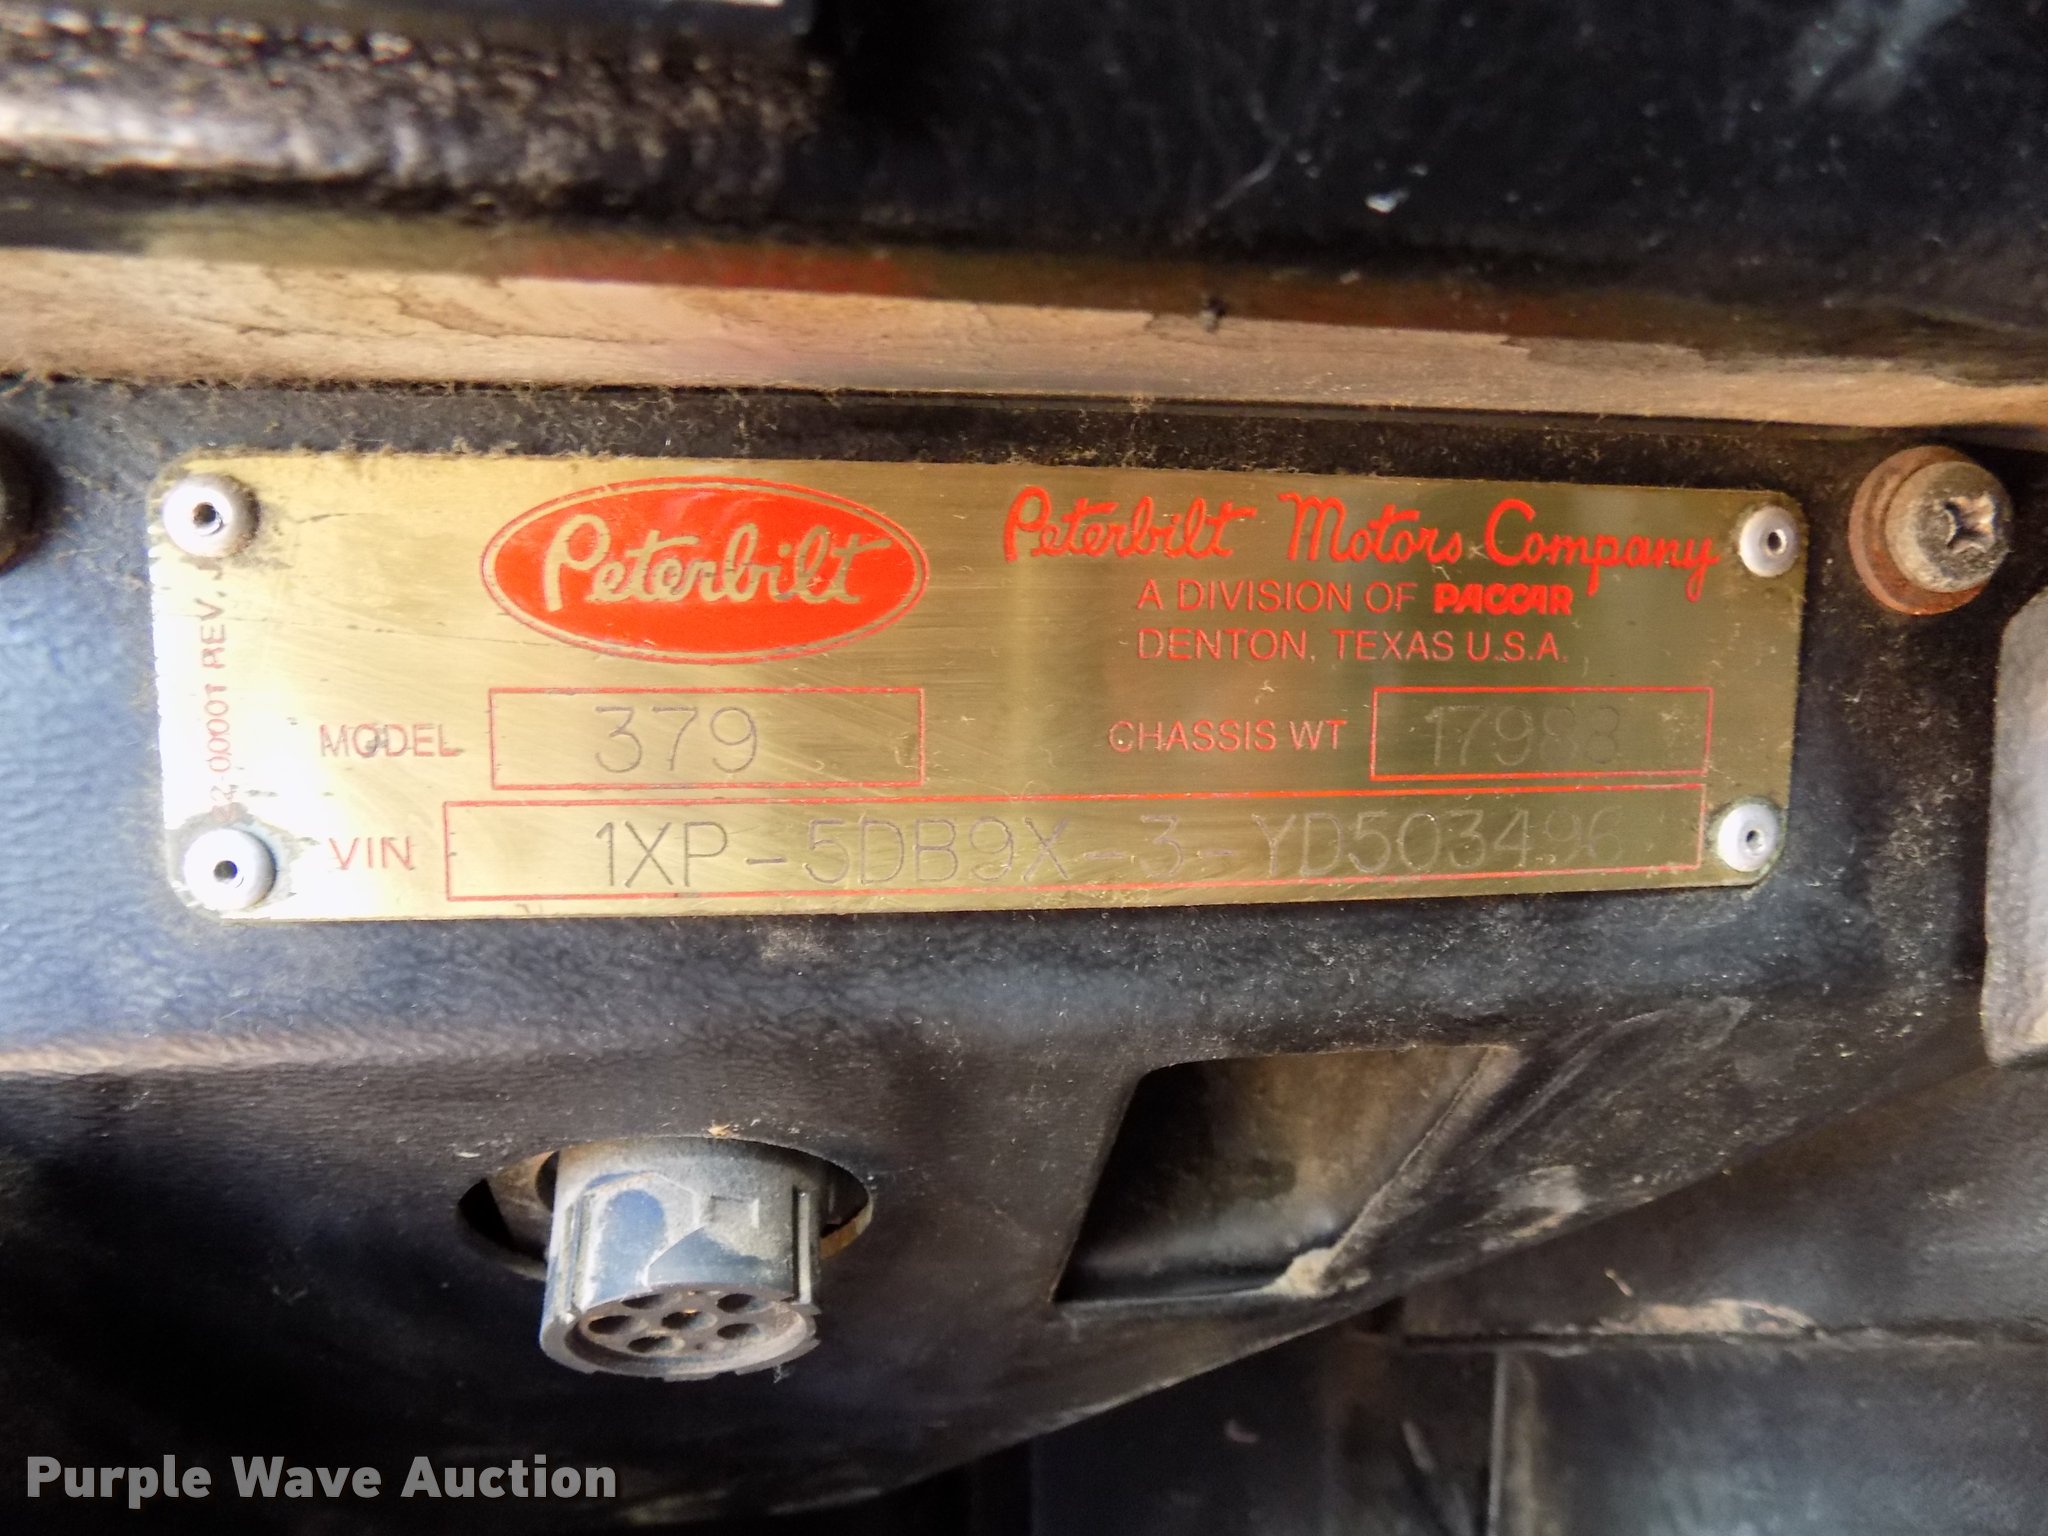 Peterbilt
Peterbilt Motors Company
A DIVISION OF PACCAR
DENTON, TEXAS U.S.A.
MODEL 379
CHASSIS WT 17983
VIN 1XP-5DB9X-3-YD503496
REV. J
Purple Wave Auction